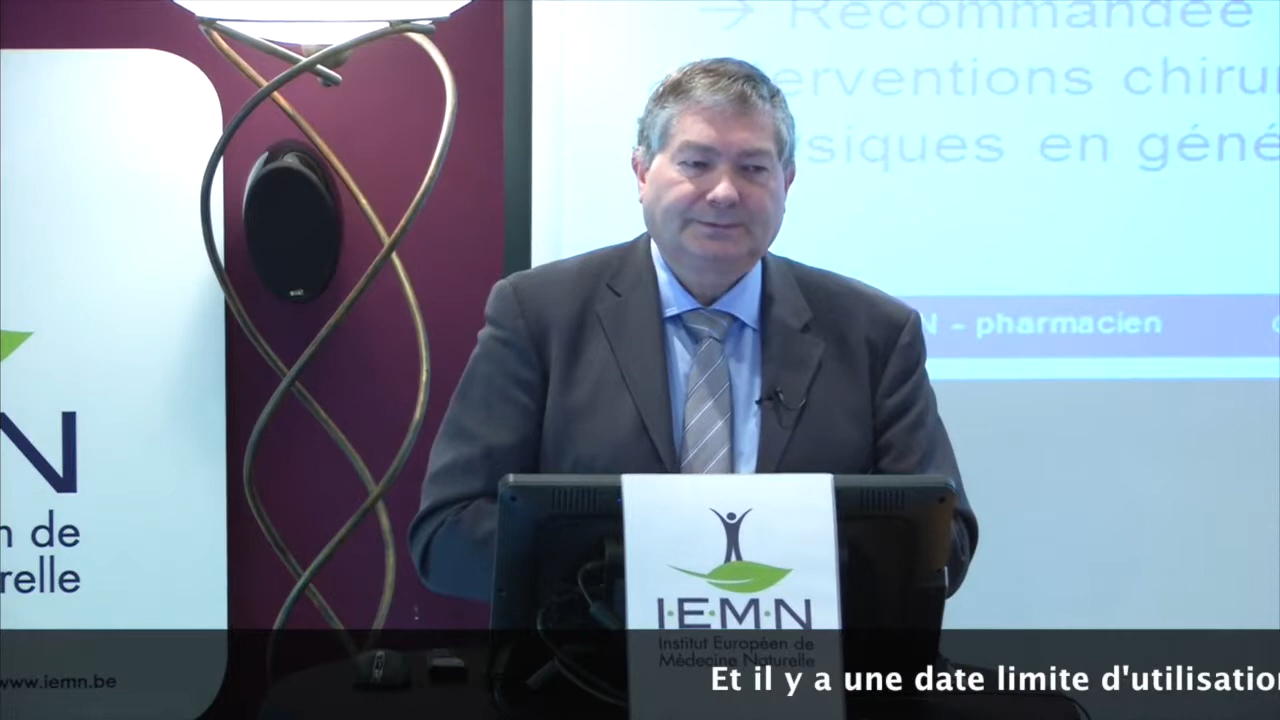 → Recommandée
erventions chirur
siques en géné
N - pharmacien
N
n de
relle
www.iemn.be
I·E·M·N
Institut Européen de
Médecine Naturelle
Et il y a une date limite d'utilisation